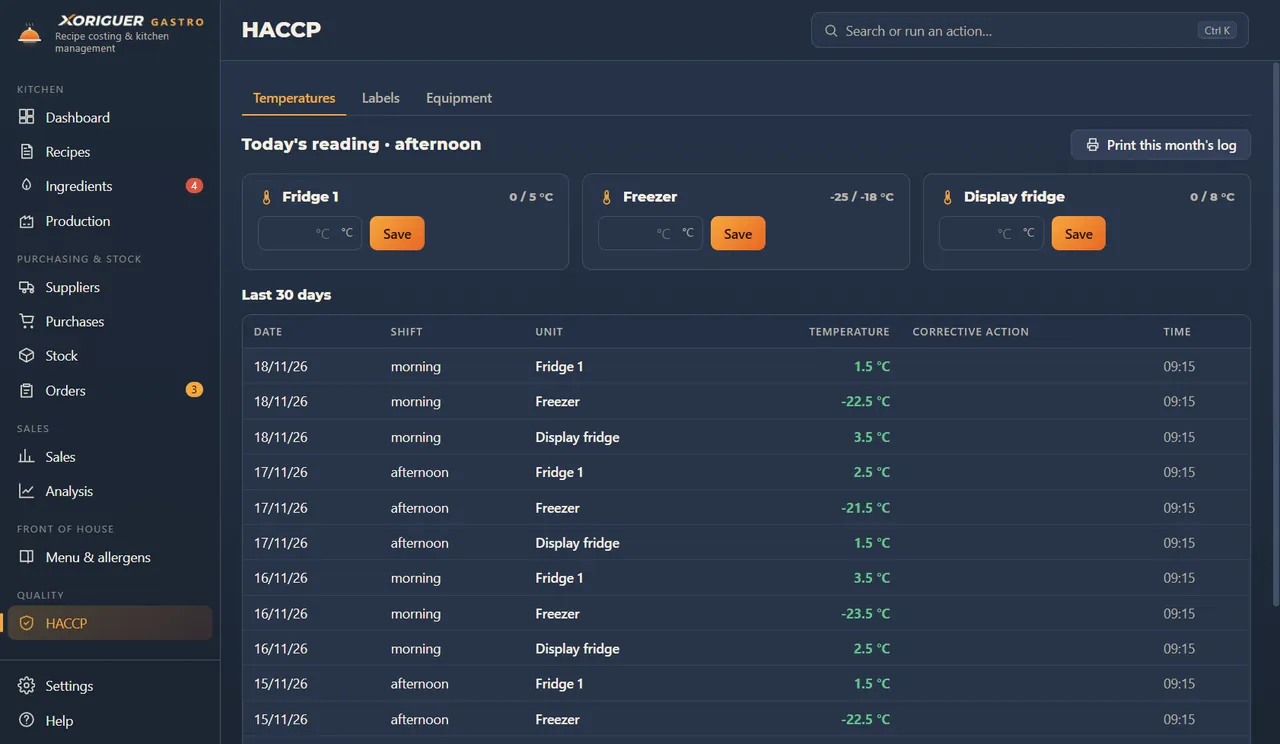 XORIGUER GASTRO
Recipe costing & kitchen
management
KITCHEN
Dashboard
Recipes
Ingredients 4
Production
PURCHASING & STOCK
Suppliers
Purchases
Stock
Orders 3
SALES
Sales
Analysis
FRONT OF HOUSE
Menu & allergens
QUALITY
HACCP
Settings
Help
HACCP
Search or run an action... Ctrl K
Temperatures Labels Equipment
Today's reading · afternoon
Print this month's log
Fridge 1 0 / 5 °C
°C °C Save
Freezer -25 / -18 °C
°C °C Save
Display fridge 0 / 8 °C
°C °C Save
Last 30 days
DATE SHIFT UNIT TEMPERATURE CORRECTIVE ACTION TIME
18/11/26 morning Fridge 1 1.5 °C 09:15
18/11/26 morning Freezer -22.5 °C 09:15
18/11/26 morning Display fridge 3.5 °C 09:15
17/11/26 afternoon Fridge 1 2.5 °C 09:15
17/11/26 afternoon Freezer -21.5 °C 09:15
17/11/26 afternoon Display fridge 1.5 °C 09:15
16/11/26 morning Fridge 1 3.5 °C 09:15
16/11/26 morning Freezer -23.5 °C 09:15
16/11/26 morning Display fridge 2.5 °C 09:15
15/11/26 afternoon Fridge 1 1.5 °C 09:15
15/11/26 afternoon Freezer -22.5 °C 09:15